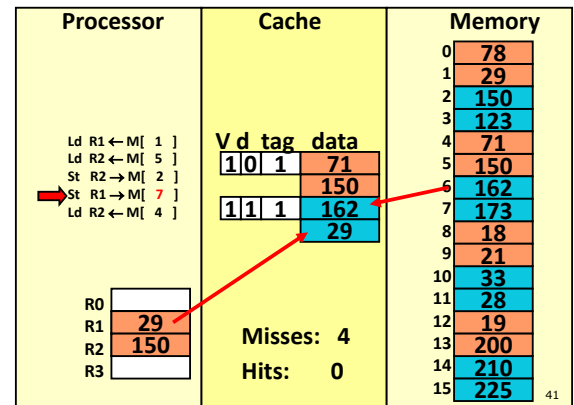 Processor
Ld R1 ← M[ 1 ]
Ld R2 ← M[ 5 ]
St R2 → M[ 2 ]
St R1 → M[ 7 ]
Ld R2 ← M[ 4 ]
R0
R1 29
R2 150
R3
Cache
V d tag data
1 0 1 71
150
1 1 1 162
29
Misses: 4
Hits: 0
Memory
0 78
1 29
2 150
3 123
4 71
5 150
6 162
7 173
8 18
9 21
10 33
11 28
12 19
13 200
14 210
15 225
41